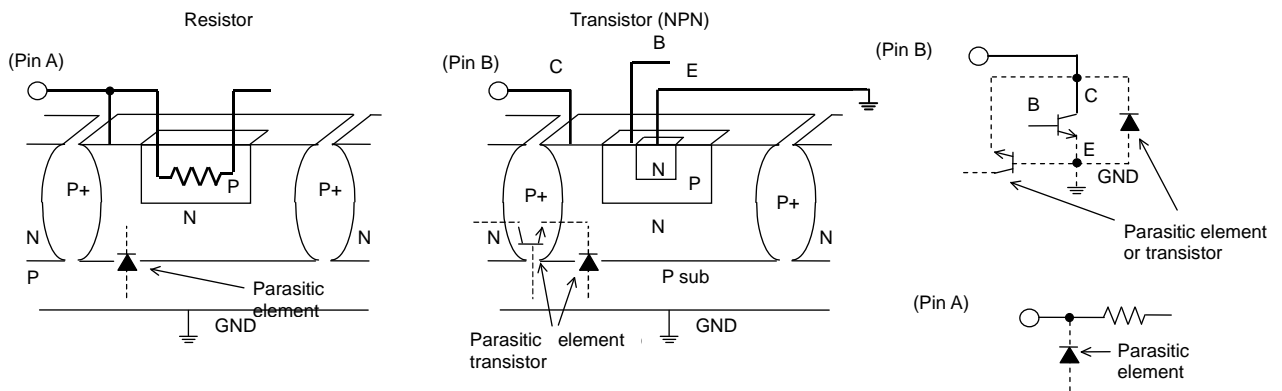 Resistor
(Pin A)
P+
P
P+
N
N
N
P
Parasitic
element
GND
Transistor (NPN)
B
(Pin B)
C
E
P+
N
P
P+
N
N
N
P sub
GND
Parasitic element
transistor
(Pin B)
B
C
E
GND
Parasitic element
or transistor
(Pin A)
Parasitic
element